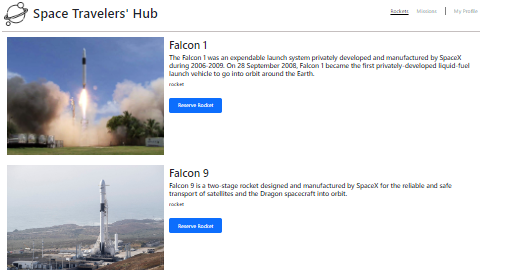 Space Travelers' Hub
Rockets
Missions
My Profile
Falcon 1
The Falcon 1 was an expendable launch system privately developed and manufactured by SpaceX
during 2006-2009. On 28 September 2008, Falcon 1 became the first privately-developed liquid-fuel
launch vehicle to go into orbit around the Earth.
rocket
Reserve Rocket
Falcon 9
Falcon 9 is a two-stage rocket designed and manufactured by SpaceX for the reliable and safe
transport of satellites and the Dragon spacecraft into orbit.
rocket
Reserve Rocket